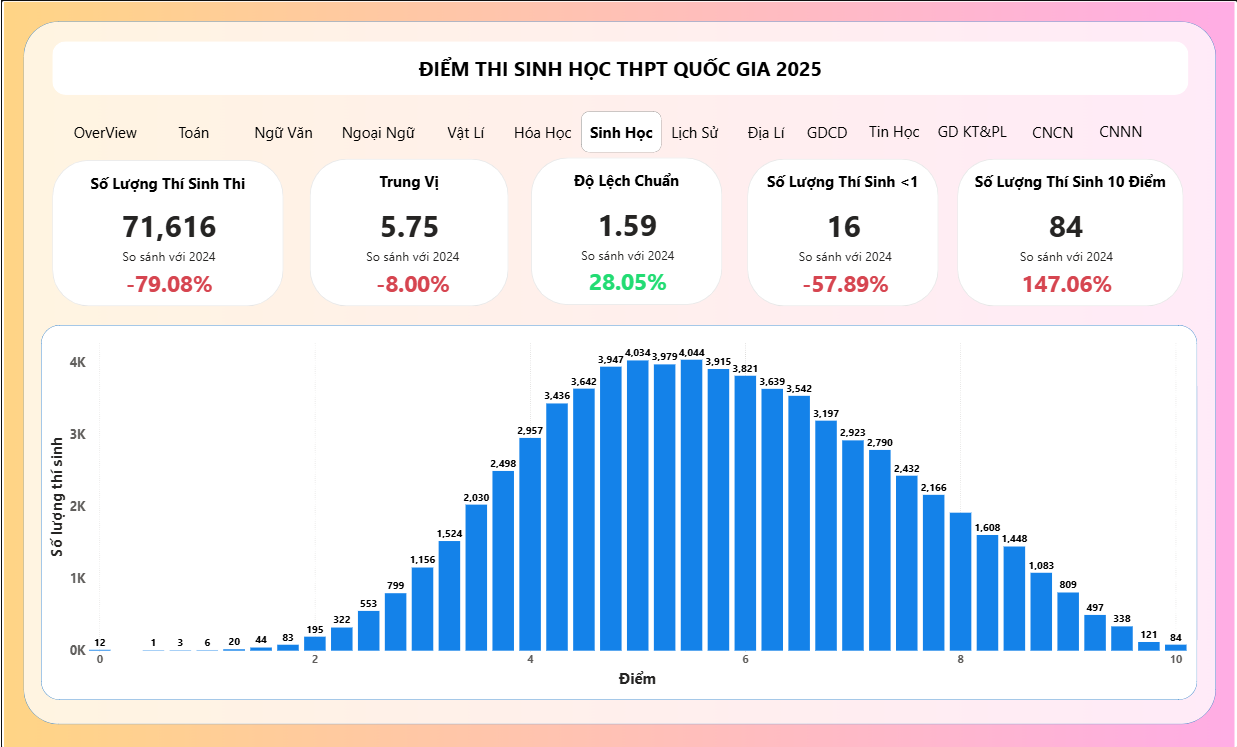 ĐIỂM THI SINH HỌC THPT QUỐC GIA 2025
OverView Toán Ngữ Văn Ngoại Ngữ Vật Lí Hóa Học Sinh Học Lịch Sử Địa Lí GDCD Tin Học GD KT&PL CNCN CNNN
Số Lượng Thí Sinh Thi
71,616
So sánh với 2024
-79.08%
Trung Vị
5.75
So sánh với 2024
-8.00%
Độ Lệch Chuẩn
1.59
So sánh với 2024
28.05%
Số Lượng Thí Sinh <1
16
So sánh với 2024
-57.89%
Số Lượng Thí Sinh 10 Điểm
84
So sánh với 2024
147.06%
Số lượng thí sinh
4K
3K
2K
1K
0K
12 1 3 6 20 44 83 195 322 553 799 1,156 1,524 2,030 2,498 2,957 3,436 3,642 3,947 4,034 3,979 4,044 3,915 3,821 3,639 3,542 3,197 2,923 2,790 2,432 2,166 1,608 1,448 1,083 809 497 338 121 84
0 2 4 6 8 10
Điểm